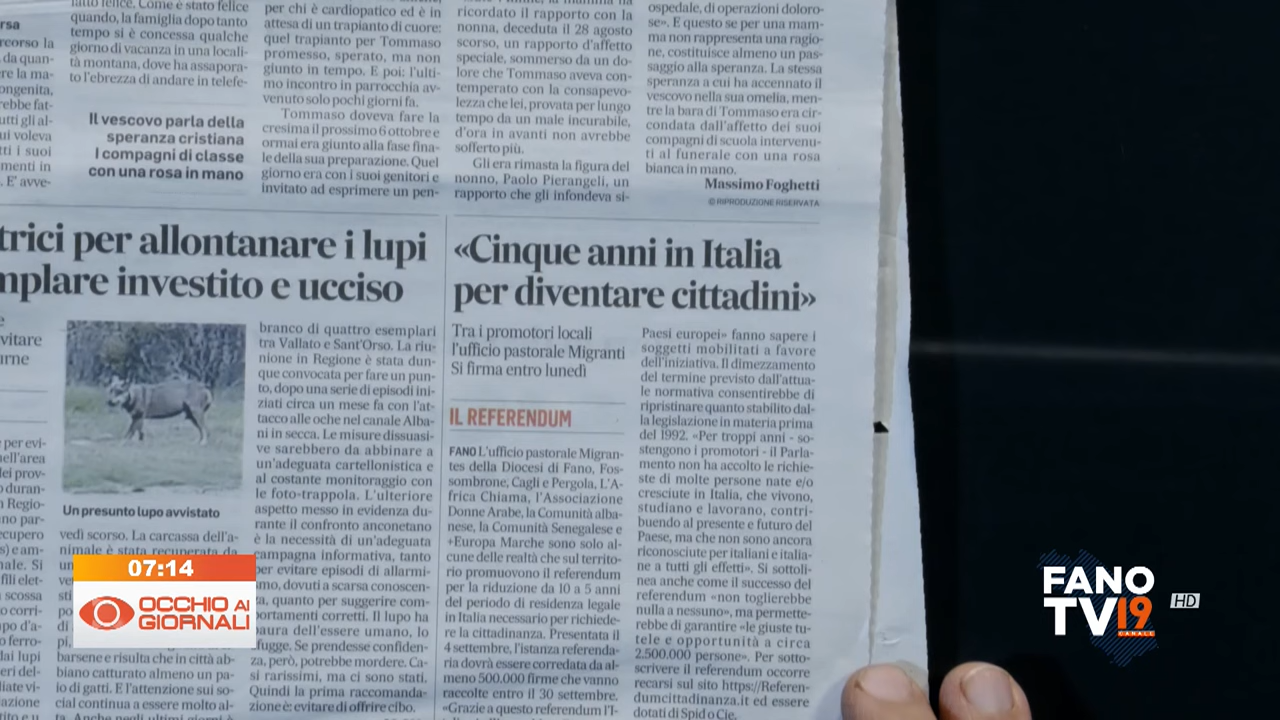 fatto felice. Come è stato felice
quando, la famiglia dopo tanto
tempo si è concessa qualche
giorno di vacanza in una locali-
tà montana, dove ha assapora-
to l'ebrezza di andare in telefe-
Il vescovo parla della
speranza cristiana
I compagni di classe
con una rosa in mano
per chi è cardiopatico ed è in
attesa di un trapianto di cuore:
quel trapianto per Tommaso
promesso, sperato, ma non
giunto in tempo. E poi: l'ulti-
mo incontro in parrocchia av-
venuto solo pochi giorni fa.
Tommaso doveva fare la
cresima il prossimo 6 ottobre e
ormai era giunto alla fase fina-
le della sua preparazione. Quel
giorno era con i suoi genitori e
invitato ad esprimere un pen-
ricordato il rapporto con la
nonna, deceduta il 28 agosto
scorso, un rapporto d'affetto
speciale, sommerso da un do-
lore che Tommaso aveva con-
temperato con la consapevo-
lezza che lei, provata per lungo
tempo da un male incurabile,
d'ora in avanti non avrebbe
sofferto più.
Gli era rimasta la figura del
nonno, Paolo Pierangeli, un
rapporto che gli infondeva si-
ospedale, di operazioni doloro-
se». E questo se per una mam-
ma non rappresenta una ragio-
ne, costituisce almeno un pas-
saggio alla speranza. La stessa
speranza a cui ha accennato il
vescovo nella sua omelia, men-
tre la bara di Tommaso era cir-
condata dall'affetto dei suoi
compagni di scuola intervenu-
ti al funerale con una rosa
bianca in mano.
Massimo Foghetti
© RIPRODUZIONE RISERVATA
trici per allontanare i lupi
mplare investito e ucciso
Un presunto lupo avvistato
vedì scorso. La carcassa dell'a-
nimale è stata recuperata da
barsene e risulta che in città ab-
biano catturato almeno un pa-
io di gatti. E l'attenzione sui so-
cial continua a essere molto al-
branco di quattro esemplari
tra Vallato e Sant'Orso. La riu-
nione in Regione è stata dun-
que convocata per fare un pun-
to, dopo una serie di episodi ini-
ziati circa un mese fa con l'at-
tacco alle oche nel canale Alba-
ni in secca. Le misure dissuasi-
ve sarebbero da abbinare a
un'adeguata cartellonistica e
al costante monitoraggio con
le foto-trappola. L'ulteriore
aspetto messo in evidenza du-
rante il confronto anconetano
è la necessità di un'adeguata
campagna informativa, tanto
per evitare episodi di allarmi-
smo, dovuti a scarsa conoscen-
za, quanto per suggerire com-
portamenti corretti. Il lupo ha
paura dell'essere umano, lo
fugge. Se prendesse confiden-
za, però, potrebbe mordere. Ca-
si rarissimi, ma ci sono stati.
Quindi la prima raccomanda-
zione è: evitare di offrire cibo.
«Cinque anni in Italia
per diventare cittadini»
Tra i promotori locali
l'ufficio pastorale Migranti
Si firma entro lunedì
IL REFERENDUM
FANO L'ufficio pastorale Migran-
tes della Diocesi di Fano, Fos-
sombrone, Cagli e Pergola, L'A-
frica Chiama, l'Associazione
Donne Arabe, la Comunità alba-
nese, la Comunità Senegalese e
+Europa Marche sono solo al-
cune delle realtà che sul territo-
rio promuovono il referendum
per la riduzione da 10 a 5 anni
del periodo di residenza legale
in Italia necessario per richiede-
re la cittadinanza. Presentata il
4 settembre, l'istanza referenda-
ria dovrà essere corredata da al-
meno 500.000 firme che vanno
raccolte entro il 30 settembre.
«Grazie a questo referendum l'I-
Paesi europei» fanno sapere i
soggetti mobilitati a favore
dell'iniziativa. Il dimezzamento
del termine previsto dall'attua-
le normativa consentirebbe di
ripristinare quanto stabilito dal-
la legislazione in materia prima
del 1992. «Per troppi anni - so-
stengono i promotori - il Parla-
mento non ha accolto le richie-
ste di molte persone nate e/o
cresciute in Italia, che vivono,
studiano e lavorano, contri-
buendo al presente e futuro del
Paese, ma che non sono ancora
riconosciute per italiani e italia-
ne a tutti gli effetti». Si sottoli-
nea anche come il successo del
referendum «non toglierebbe
nulla a nessuno», ma permette-
rebbe di garantire «le giuste tu-
tele e opportunità a circa
2.500.000 persone». Per sotto-
scrivere il referendum occorre
recarsi sul sito https://Referen-
dumcittadinanza.it ed essere
dotati di Spid o Cie.
07:14
OCCHIO AI
GIORNALI
FANO
TV19
CANALE
HD